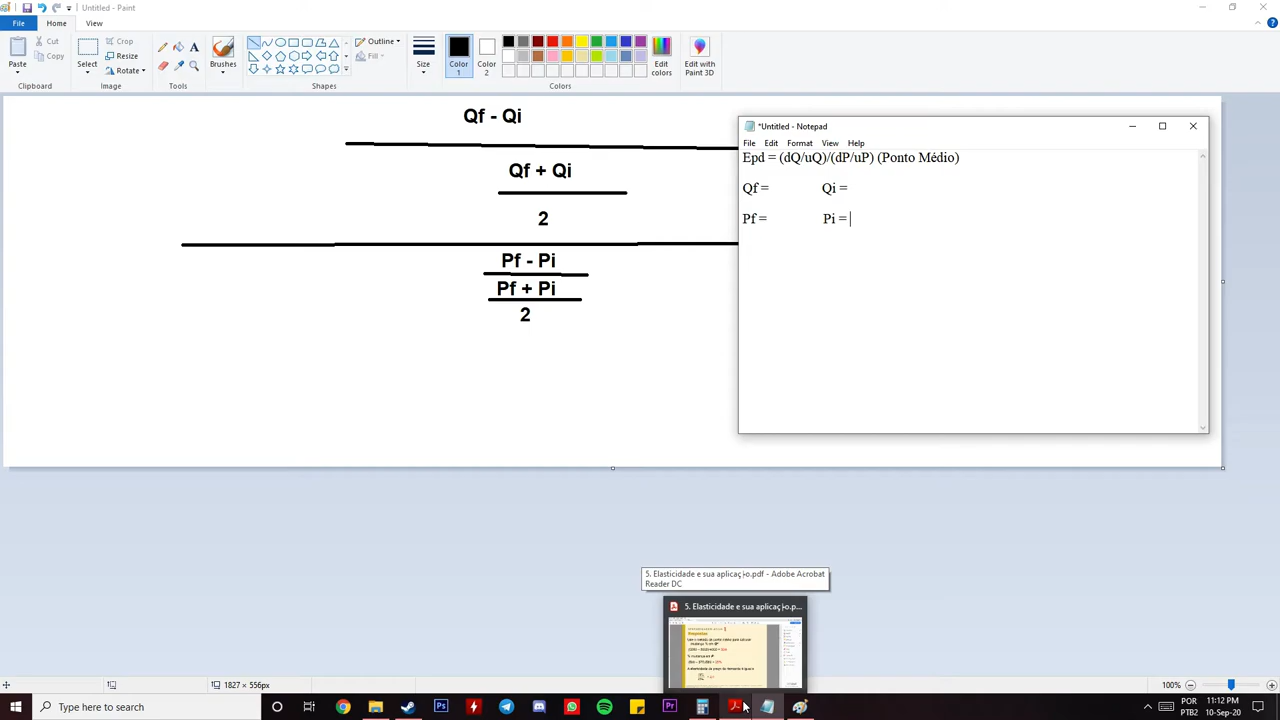 Untitled - Paint
File
Home
View
Paste
Cut
Copy
Clipboard
Select
Crop
Resize
Rotate
Image
Tools
Brushes
Outline
Fill
Shapes
Size
Color
1
Color
2
Edit
colors
Edit with
Paint 3D
Colors
Qf - Qi
Qf + Qi
2
Pf - Pi
Pf + Pi
2
*Untitled - Notepad
File Edit Format View Help
Epd = (dQ/uQ)/(dP/uP) (Ponto Médio)
Qf = Qi =
Pf = Pi =
5. Elasticidade e sua aplicaç-o.pdf - Adobe Acrobat
Reader DC
5. Elasticidade e sua aplicaç-o.p...
Propostas
1827 × 556px
Type here to search
POR
PTB2
11:12 PM
10-Sep-20